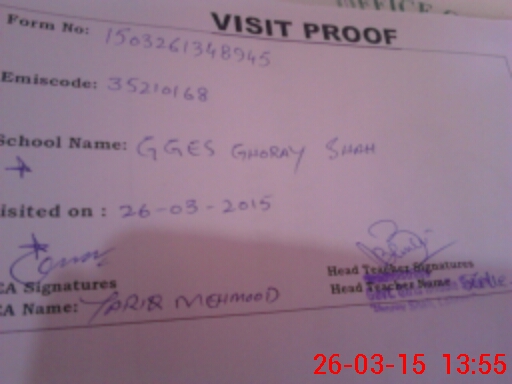 OFFICE
VISIT PROOF
Form No: 1503261348945
Emiscode: 35210168
School Name: GGES GHORAY SHAH
isited on : 26-03-2015
EA Signatures
Head Teacher Signatures
EA Name: TARIQ MEHMOOD
Head Teacher Name
26-03-15 13:55